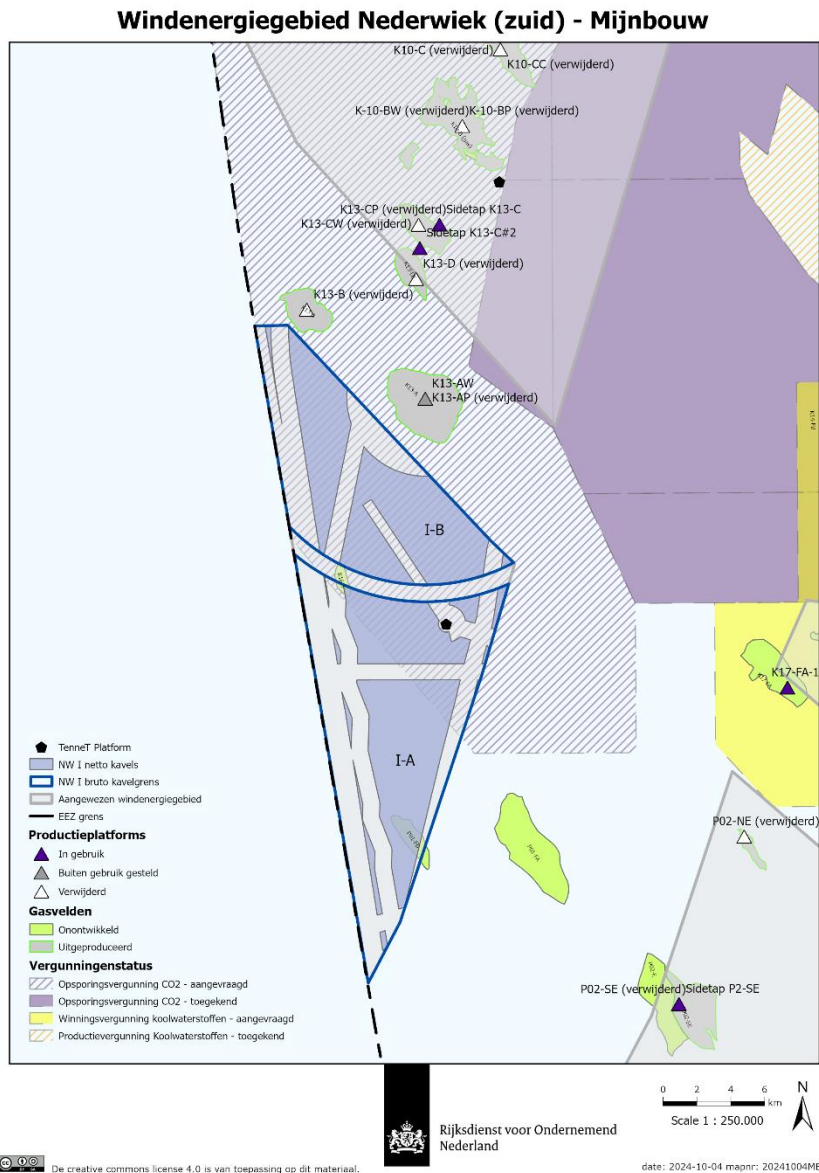 Windenergiegebied Nederwiek (zuid) - Mijnbouw
K10-C (verwijderd)
K10-CC (verwijderd)
K-10-BW (verwijderd)
K-10-BP (verwijderd)
K13-CP (verwijderd)
Sidetap K13-C
K13-CW (verwijderd)
Sidetap K13-C#2
K13-D (verwijderd)
K13-B (verwijderd)
K13-AW
K13-A
K13-AP (verwijderd)
I-B
K17-FA-1
I-A
P02-NE (verwijderd)
P02-SE (verwijderd)
Sidetap P2-SE
P02-SE
TenneT Platform
NW I netto kavels
NW I bruto kavelgrens
Aangewezen windenergiegebied
EEZ grens
Productieplatforms
In gebruik
Buiten gebruik gesteld
Verwijderd
Gasvelden
Onontwikkeld
Uitgeproduceerd
Vergunningenstatus
Opsporingsvergunning CO2 - aangevraagd
Opsporingsvergunning CO2 - toegekend
Winningsvergunning koolwaterstoffen - aangevraagd
Productievergunning Koolwaterstoffen - toegekend
Rijksdienst voor Ondernemend
Nederland
0 2 4 6
km
Scale 1 : 250.000
N
De creative commons license 4.0 is van toepassing op dit materiaal.
date: 2024-10-04 mapnr: 20241004ME